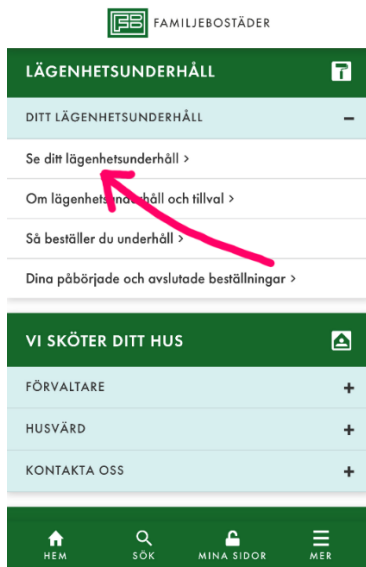 FB FAMILJEBOSTÄDER
LÄGENHETSUNDERHÅLL
DITT LÄGENHETSUNDERHÅLL
Se ditt lägenhetsunderhåll >
Om lägenhetsunderhåll och tillval >
Så beställer du underhåll >
Dina påbörjade och avslutade beställningar >
VI SKÖTER DITT HUS
FÖRVALTARE
HUSVÄRD
KONTAKTA OSS
HEM SÖK MINA SIDOR MER